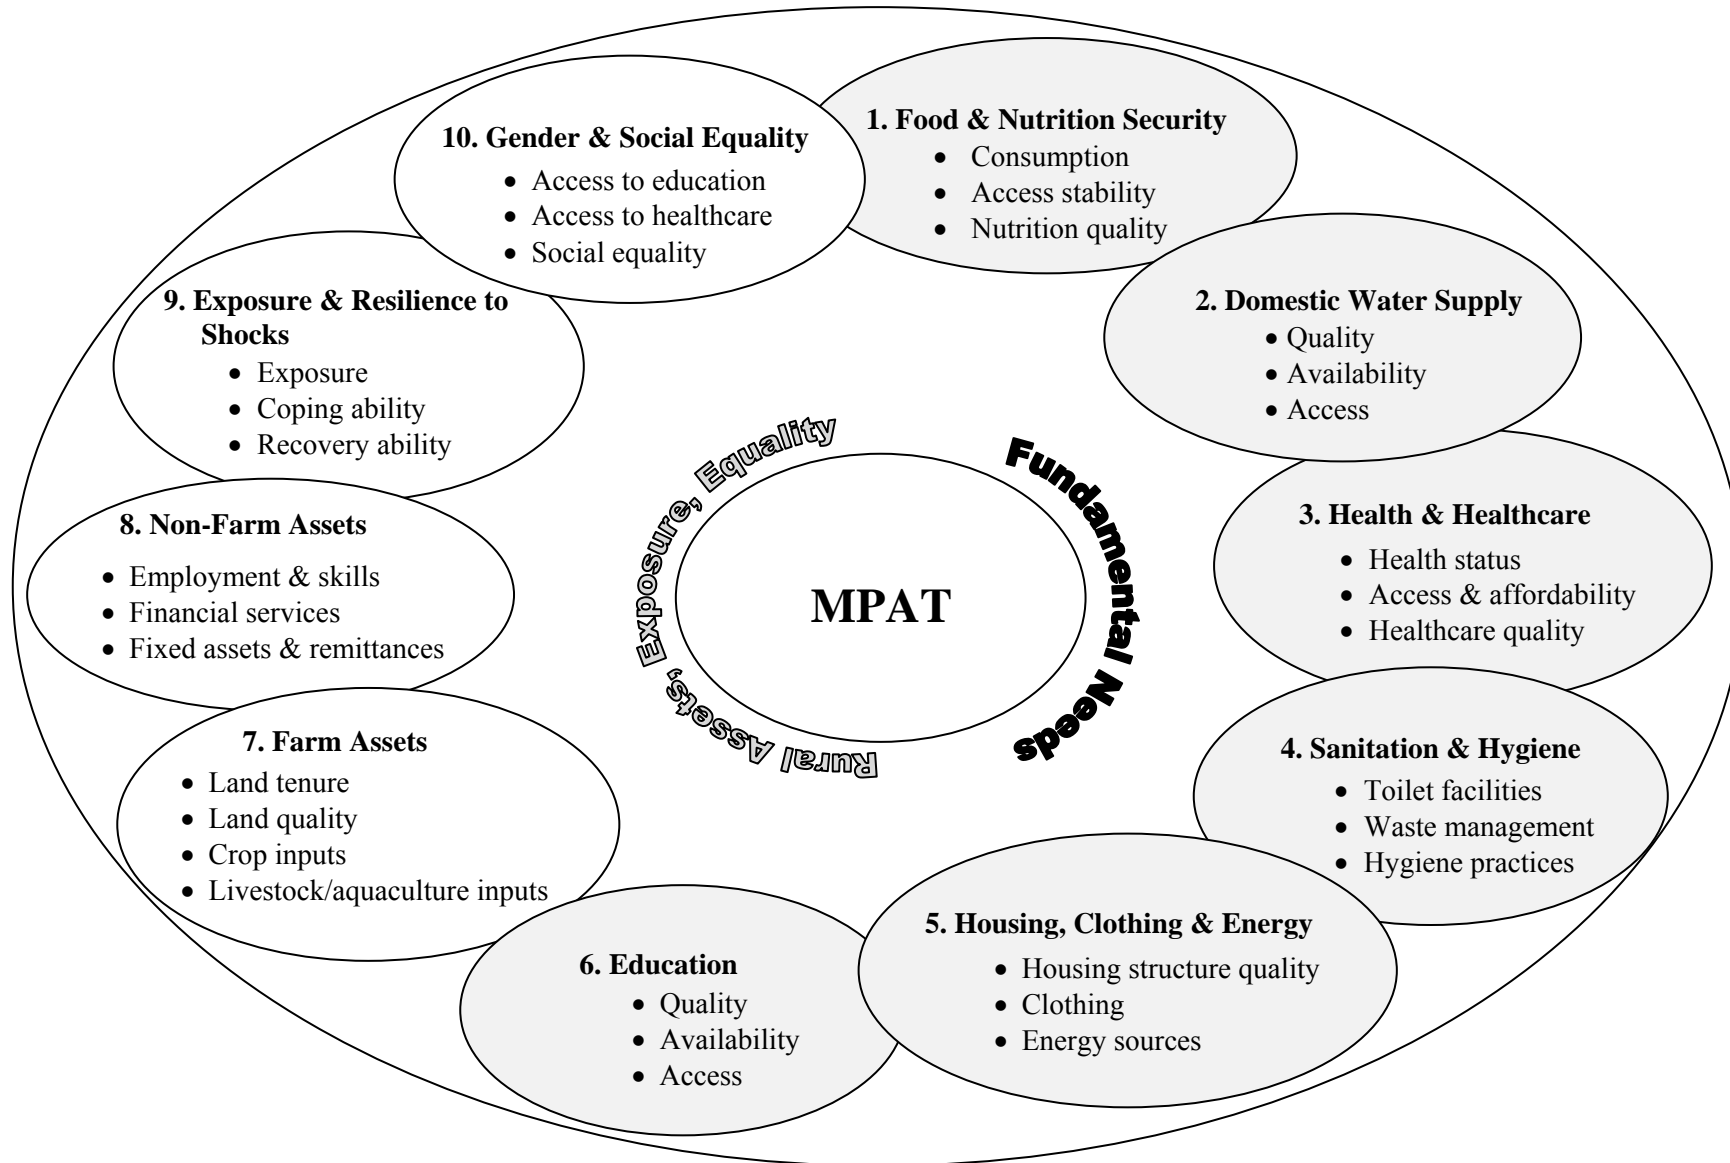 10. Gender & Social Equality
• Access to education
• Access to healthcare
• Social equality
1. Food & Nutrition Security
• Consumption
• Access stability
• Nutrition quality
2. Domestic Water Supply
• Quality
• Availability
• Access
3. Health & Healthcare
• Health status
• Access & affordability
• Healthcare quality
4. Sanitation & Hygiene
• Toilet facilities
• Waste management
• Hygiene practices
5. Housing, Clothing & Energy
• Housing structure quality
• Clothing
• Energy sources
6. Education
• Quality
• Availability
• Access
7. Farm Assets
• Land tenure
• Land quality
• Crop inputs
• Livestock/aquaculture inputs
8. Non-Farm Assets
• Employment & skills
• Financial services
• Fixed assets & remittances
9. Exposure & Resilience to
Shocks
• Exposure
• Coping ability
• Recovery ability
Rural Assets, Exposure, Equality
Fundamental Needs
MPAT